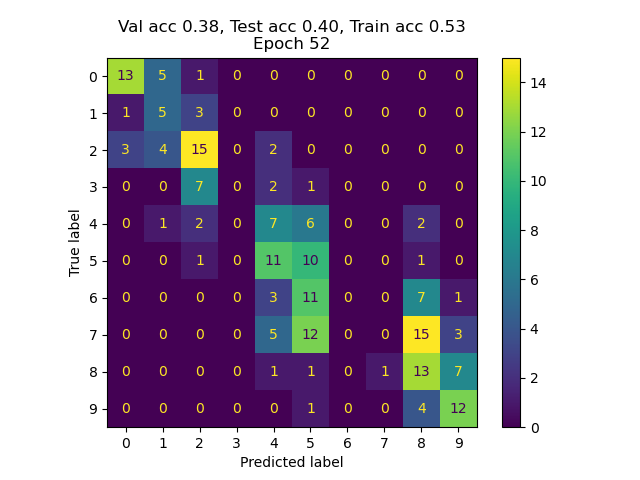 Val acc 0.38, Test acc 0.40, Train acc 0.53
Epoch 52
0 13 5 1 0 0 0 0 0 0 0
1 1 5 3 0 0 0 0 0 0 0
2 3 4 15 0 2 0 0 0 0 0
3 0 0 7 0 2 1 0 0 0 0
4 0 1 2 0 7 6 0 0 2 0
5 0 0 1 0 11 10 0 0 1 0
6 0 0 0 0 3 11 0 0 7 1
7 0 0 0 0 5 12 0 0 15 3
8 0 0 0 0 1 1 0 1 13 7
9 0 0 0 0 0 1 0 0 4 12
0 1 2 3 4 5 6 7 8 9
Predicted label
True label
14
12
10
8
6
4
2
0